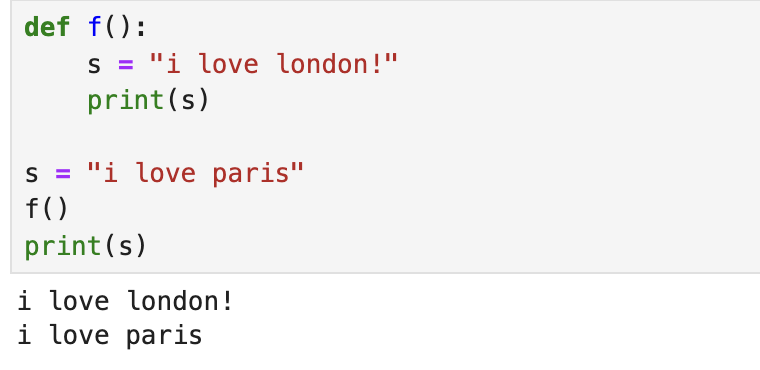 def f():
    s = "i love london!"
    print(s)

s = "i love paris"
f()
print(s)
i love london!
i love paris